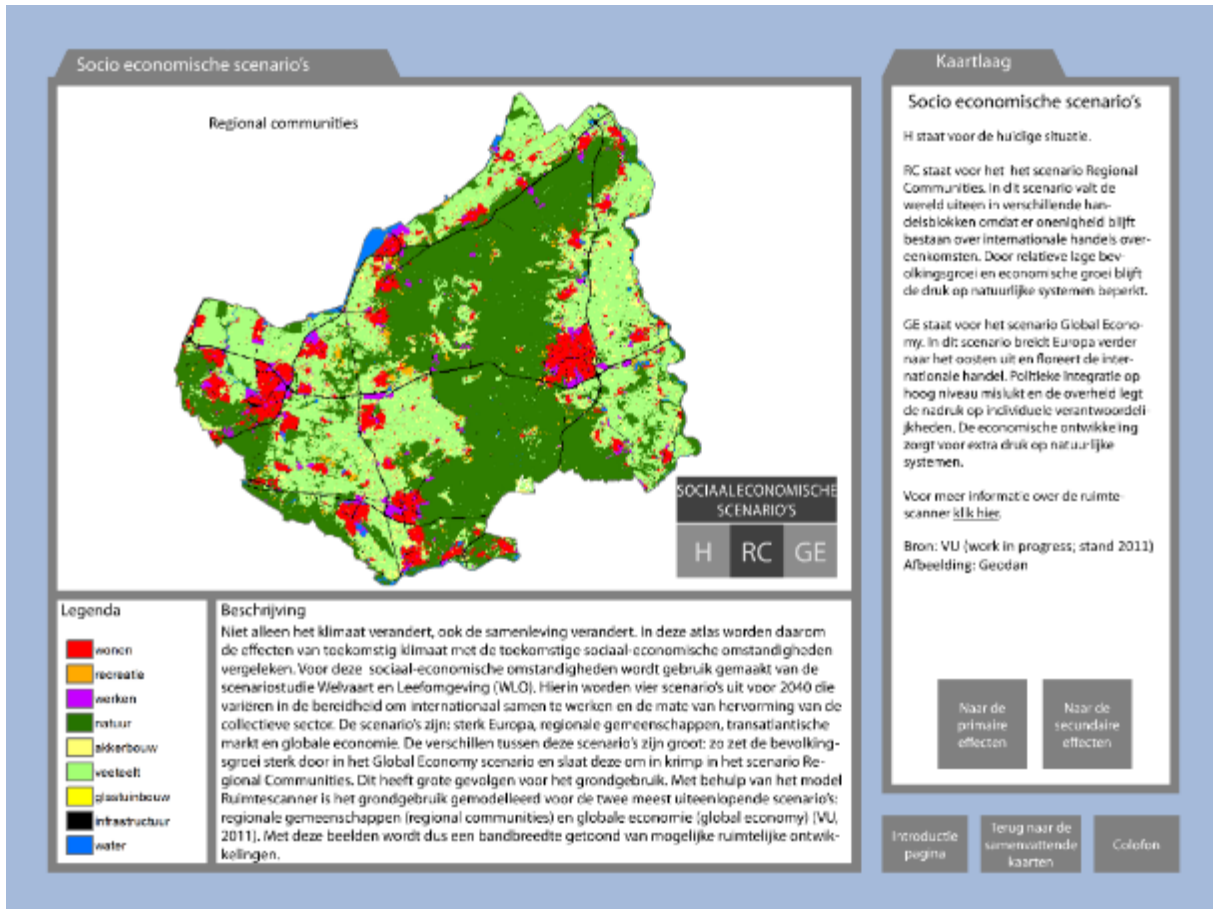 Socio economische scenario's
Regional communities
SOCIAALECONOMISCHE
SCENARIO'S
H RC GE
Legenda
wonen
recreatie
werken
natuur
akkerbouw
veeteelt
glastuinbouw
infrastructuur
water
Beschrijving
Niet alleen het klimaat verandert, ook de samenleving verandert. In deze atlas worden daarom
de effecten van toekomstig klimaat met de toekomstige sociaal-economische omstandigheden
vergeleken. Voor deze sociaal-economische omstandigheden wordt gebruik gemaakt van de
scenariostudie Welvaart en Leefomgeving (WLO). Hierin worden vier scenario's uit voor 2040 die
variëren in de bereidheid om internationaal samen te werken en de mate van hervorming van de
collectieve sector. De scenario's zijn: sterk Europa, regionale gemeenschappen, transatlantische
markt en globale economie. De verschillen tussen deze scenario's zijn groot: zo zet de bevolking-
sgroei sterk door in het Global Economy scenario en slaat deze om in krimp in het scenario Re-
gional Communities. Dit heeft grote gevolgen voor het grondgebruik. Met behulp van het model
Ruimtescanner is het grondgebruik gemodelleerd voor de twee meest uiteenlopende scenario's:
regionale gemeenschappen (regional communities) en globale economie (global economy) (VU,
2011). Met deze beelden wordt dus een bandbreedte getoond van mogelijke ruimtelijke ontwik-
kelingen.
Kaartlaag
Socio economische scenario's
H staat voor de huidige situatie.
RC staat voor het het scenario Regional
Communities. In dit scenario valt de
wereld uiteen in verschillende han-
delsblokken omdat er onenigheid blijft
bestaan over internationale handels over-
eenkomsten. Door relatieve lage bev-
olkingsgroei en economische groei blijft
de druk op natuurlijke systemen beperkt.
GE staat voor het scenario Global Econo-
my. In dit scenario breidt Europa verder
naar het oosten uit en floreert de inter-
nationale handel. Politieke integratie op
hoog niveau mislukt en de overheid legt
de nadruk op individuele verantwoordeli-
jkheden. De economische ontwikkeling
zorgt voor extra druk op natuurlijke
systemen.
Voor meer informatie over de ruimte-
scanner klik hier.
Bron: VU (work in progress; stand 2011)
Afbeelding: Geodan
Naar de
primaire
effecten
Naar de
secundaire
effecten
Introductie
pagina
Terug naar de
samenvattende
kaarten
Colofon